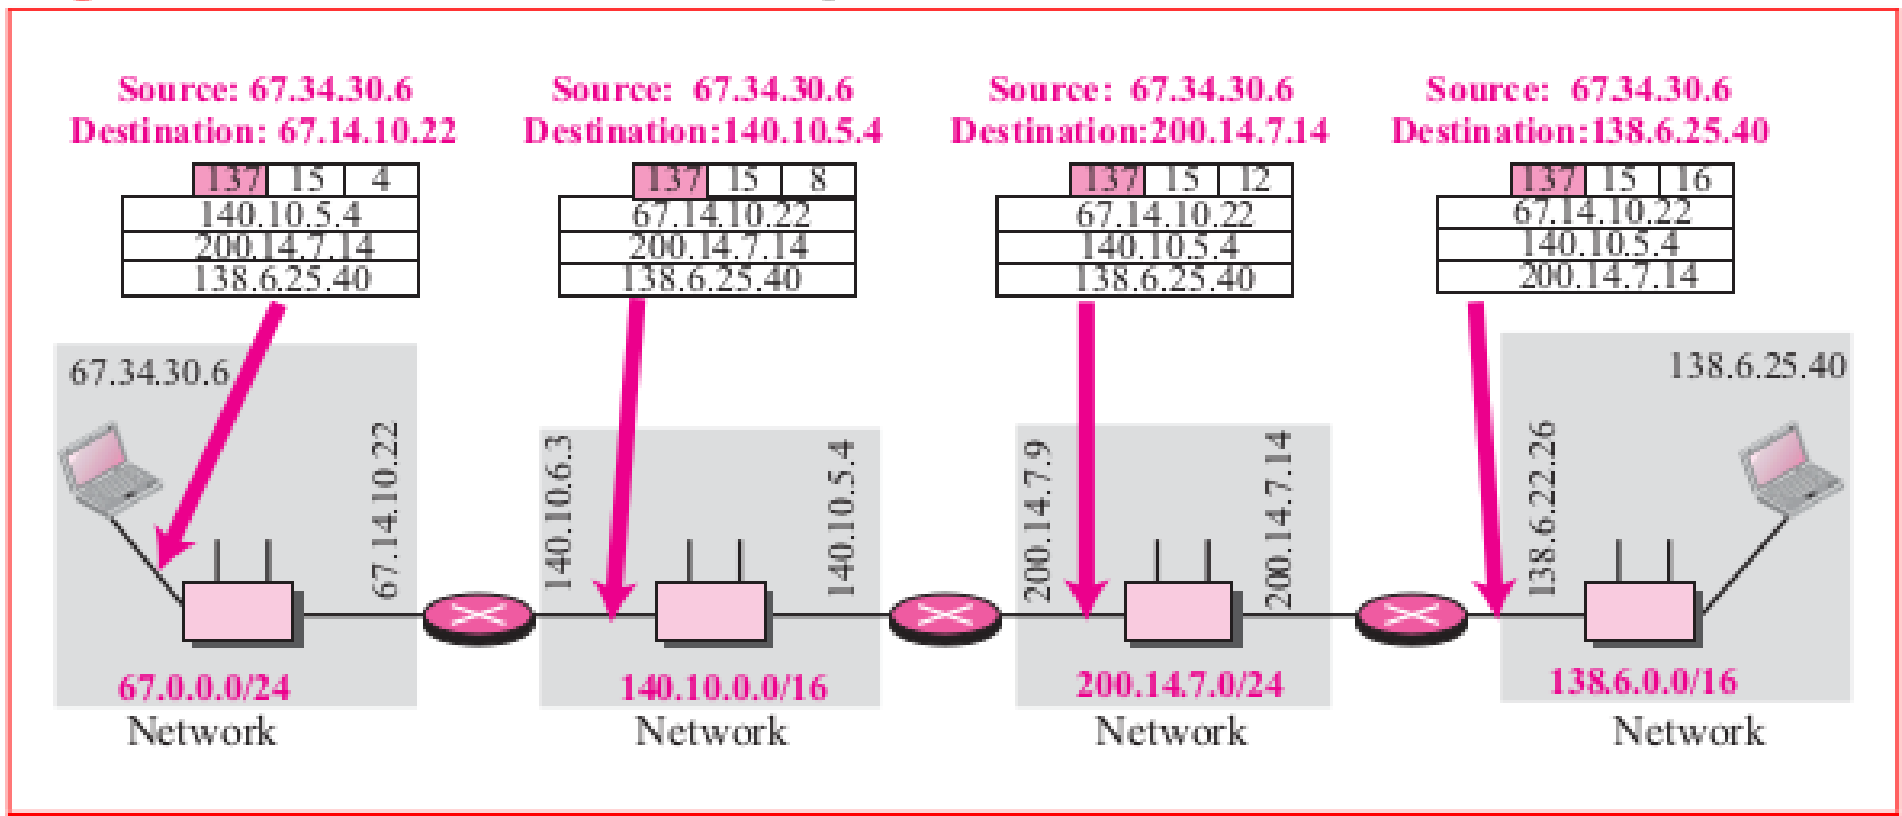 Source: 67.34.30.6
Destination: 67.14.10.22
137 15 4
140.10.5.4
200.14.7.14
138.6.25.40
Source: 67.34.30.6
Destination:140.10.5.4
137 15 8
67.14.10.22
200.14.7.14
138.6.25.40
Source: 67.34.30.6
Destination:200.14.7.14
137 15 12
67.14.10.22
140.10.5.4
138.6.25.40
Source: 67.34.30.6
Destination:138.6.25.40
137 15 16
67.14.10.22
140.10.5.4
200.14.7.14
67.34.30.6
67.14.10.22
67.0.0.0/24
Network
140.10.6.3
140.10.5.4
140.10.0.0/16
Network
200.14.7.9
200.14.7.14
200.14.7.0/24
Network
138.6.25.40
138.6.22.26
138.6.0.0/16
Network